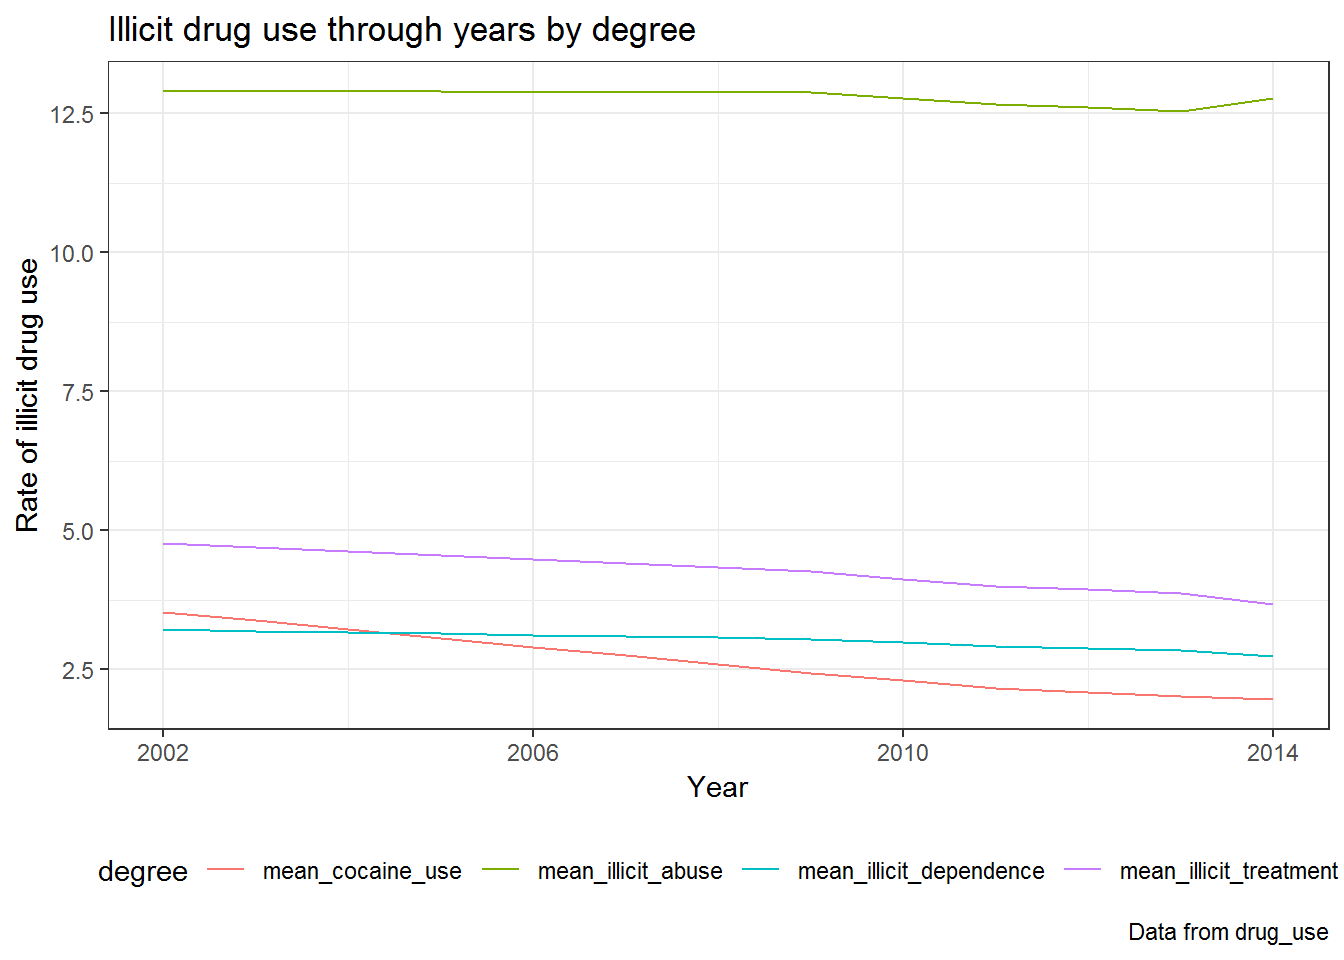 Illicit drug use through years by degree
Rate of illicit drug use
12.5
10.0
7.5
5.0
2.5
2002 2006 2010 2014
Year
degree mean_cocaine_use mean_illicit_abuse mean_illicit_dependence mean_illicit_treatment
Data from drug_use